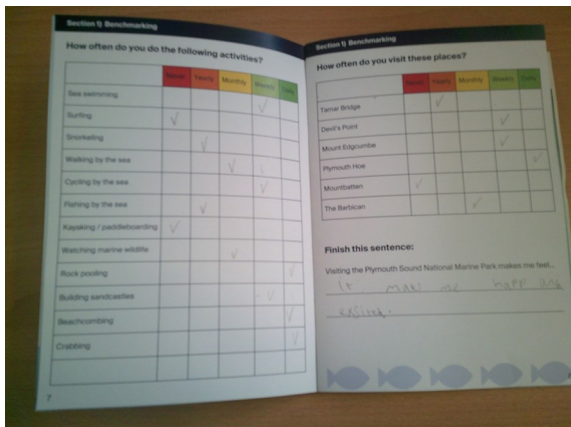 Section 1) Benchmarking
How often do you do the following activities?
Never Yearly Monthly Weekly Daily
Sea swimming
Surfing
Snorkeling
Walking by the sea
Cycling by the sea
Fishing by the sea
Kayaking / paddleboarding
Watching marine wildlife
Rock pooling
Building sandcastles
Beachcombing
Crabbing
7
Section 1) Benchmarking
How often do you visit these places?
Never Yearly Monthly Weekly Daily
Tamar Bridge
Devil's Point
Mount Edgcumbe
Plymouth Hoe
Mountbatten
The Barbican
Finish this sentence:
Visiting the Plymouth Sound National Marine Park makes me feel...
It me happ and